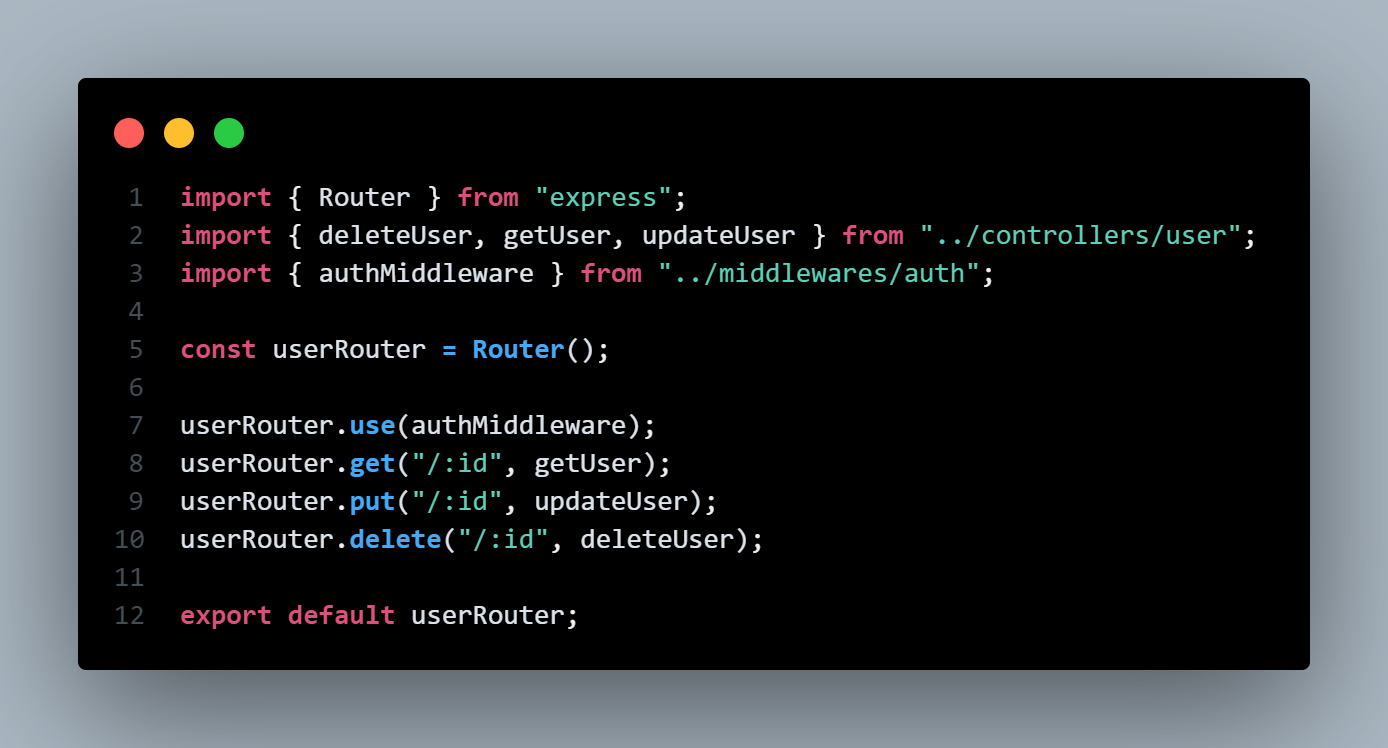 1 import { Router } from "express";
2 import { deleteUser, getUser, updateUser } from "../controllers/user";
3 import { authMiddleware } from "../middlewares/auth";
4
5 const userRouter = Router();
6
7 userRouter.use(authMiddleware);
8 userRouter.get("/:id", getUser);
9 userRouter.put("/:id", updateUser);
10 userRouter.delete("/:id", deleteUser);
11
12 export default userRouter;